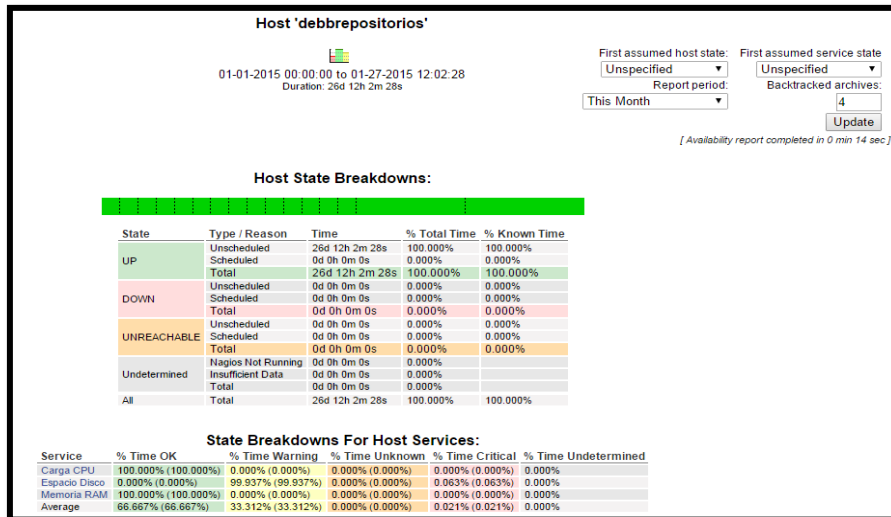 Host 'debbrepositorios'
01-01-2015 00:00:00 to 01-27-2015 12:02:28
Duration: 26d 12h 2m 28s
First assumed host state: First assumed service state
Unspecified Unspecified
Report period: Backtracked archives:
This Month 4
Update
[ Availability report completed in 0 min 14 sec ]
Host State Breakdowns:
State Type / Reason Time % Total Time % Known Time
UP Unscheduled 26d 12h 2m 28s 100.000% 100.000%
Scheduled 0d 0h 0m 0s 0.000% 0.000%
Total 26d 12h 2m 28s 100.000% 100.000%
DOWN Unscheduled 0d 0h 0m 0s 0.000% 0.000%
Scheduled 0d 0h 0m 0s 0.000% 0.000%
Total 0d 0h 0m 0s 0.000% 0.000%
UNREACHABLE Unscheduled 0d 0h 0m 0s 0.000% 0.000%
Scheduled 0d 0h 0m 0s 0.000% 0.000%
Total 0d 0h 0m 0s 0.000% 0.000%
Undetermined Nagios Not Running 0d 0h 0m 0s 0.000%
Insufficient Data 0d 0h 0m 0s 0.000%
Total 0d 0h 0m 0s 0.000%
All Total 26d 12h 2m 28s 100.000% 100.000%
State Breakdowns For Host Services:
Service % Time OK % Time Warning % Time Unknown % Time Critical % Time Undetermined
Carga CPU 100.000% (100.000%) 0.000% (0.000%) 0.000% (0.000%) 0.000% (0.000%) 0.000%
Espacio Disco 0.000% (0.000%) 99.937% (99.937%) 0.000% (0.000%) 0.063% (0.063%) 0.000%
Memoria RAM 100.000% (100.000%) 0.000% (0.000%) 0.000% (0.000%) 0.000% (0.000%) 0.000%
Average 66.667% (66.667%) 33.312% (33.312%) 0.000% (0.000%) 0.021% (0.021%) 0.000%